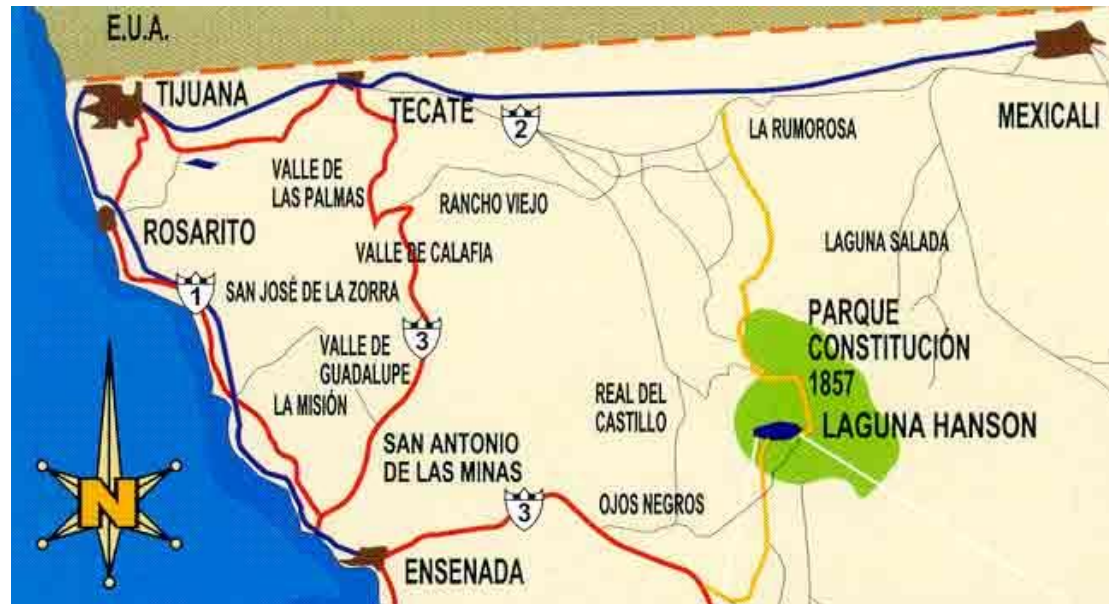 E.U.A.
TIJUANA
TECATE
2
LA RUMOROSA
MEXICALI
VALLE DE
LAS PALMAS
RANCHO VIEJO
ROSARITO
VALLE DE CALAFIA
LAGUNA SALADA
1
SAN JOSÉ DE LA ZORRA
3
PARQUE
CONSTITUCIÓN
1857
VALLE DE
GUADALUPE
LA MISIÓN
REAL DEL
CASTILLO
LAGUNA HANSON
SAN ANTONIO
DE LAS MINAS
3
OJOS NEGROS
N
ENSENADA